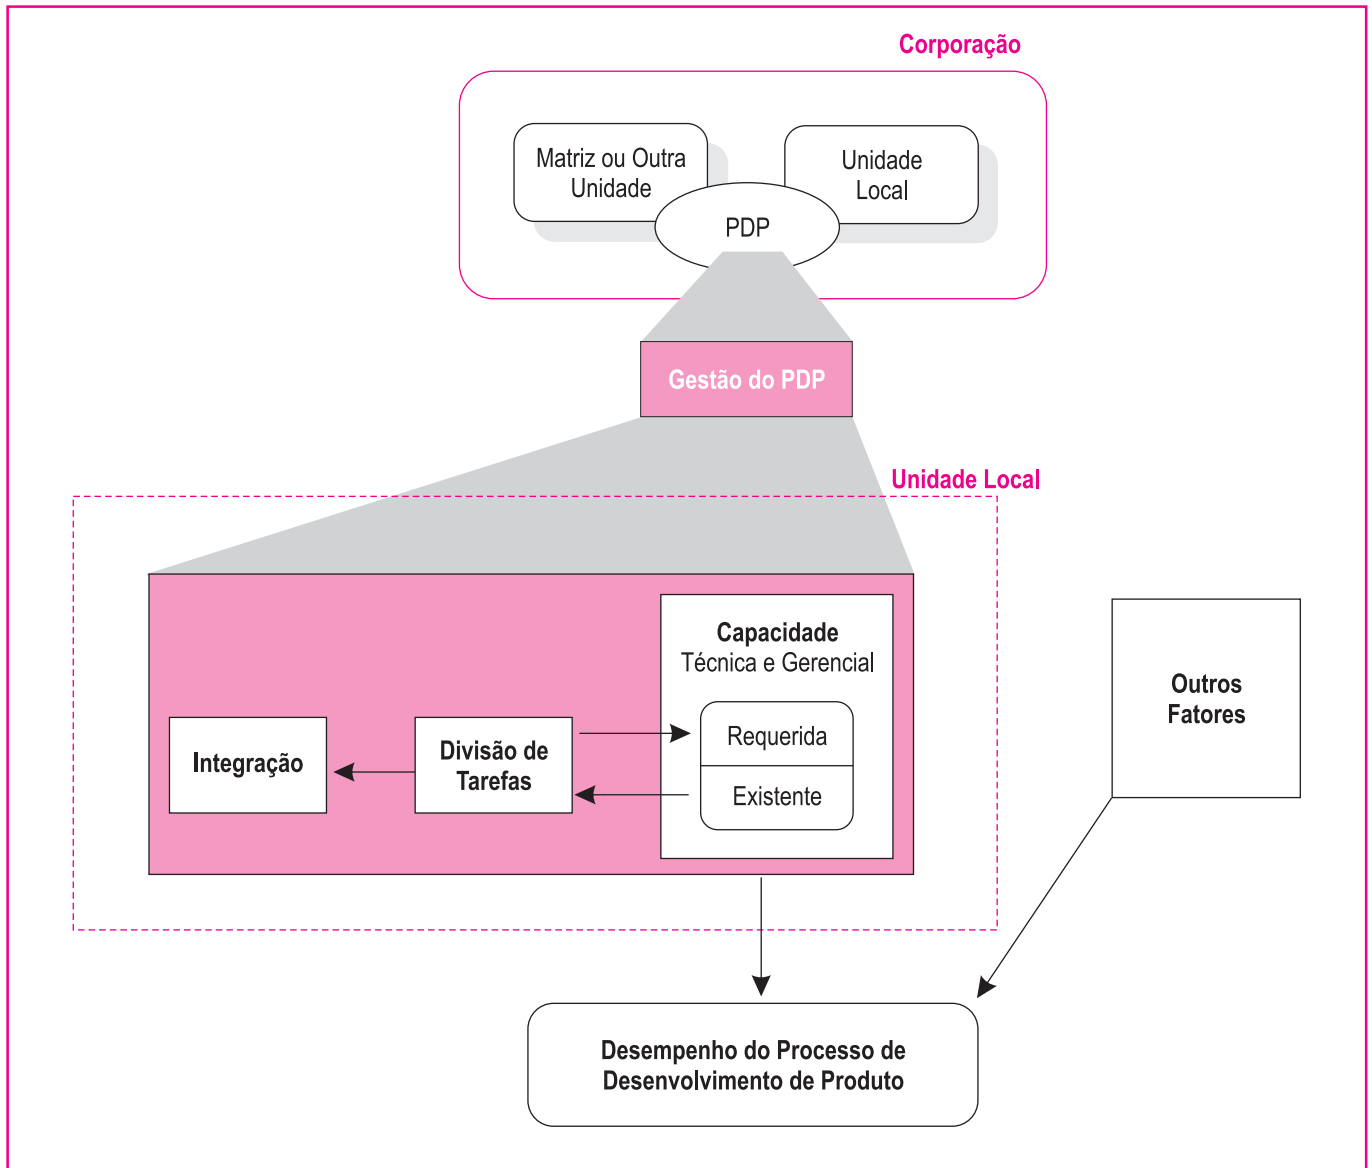 Corporação
Matriz ou Outra
Unidade
Unidade
Local
PDP
Gestão do PDP
Unidade Local
Capacidade
Técnica e Gerencial
Requerida
Existente
Divisão de
Tarefas
Integração
Outros
Fatores
Desempenho do Processo de
Desenvolvimento de Produto